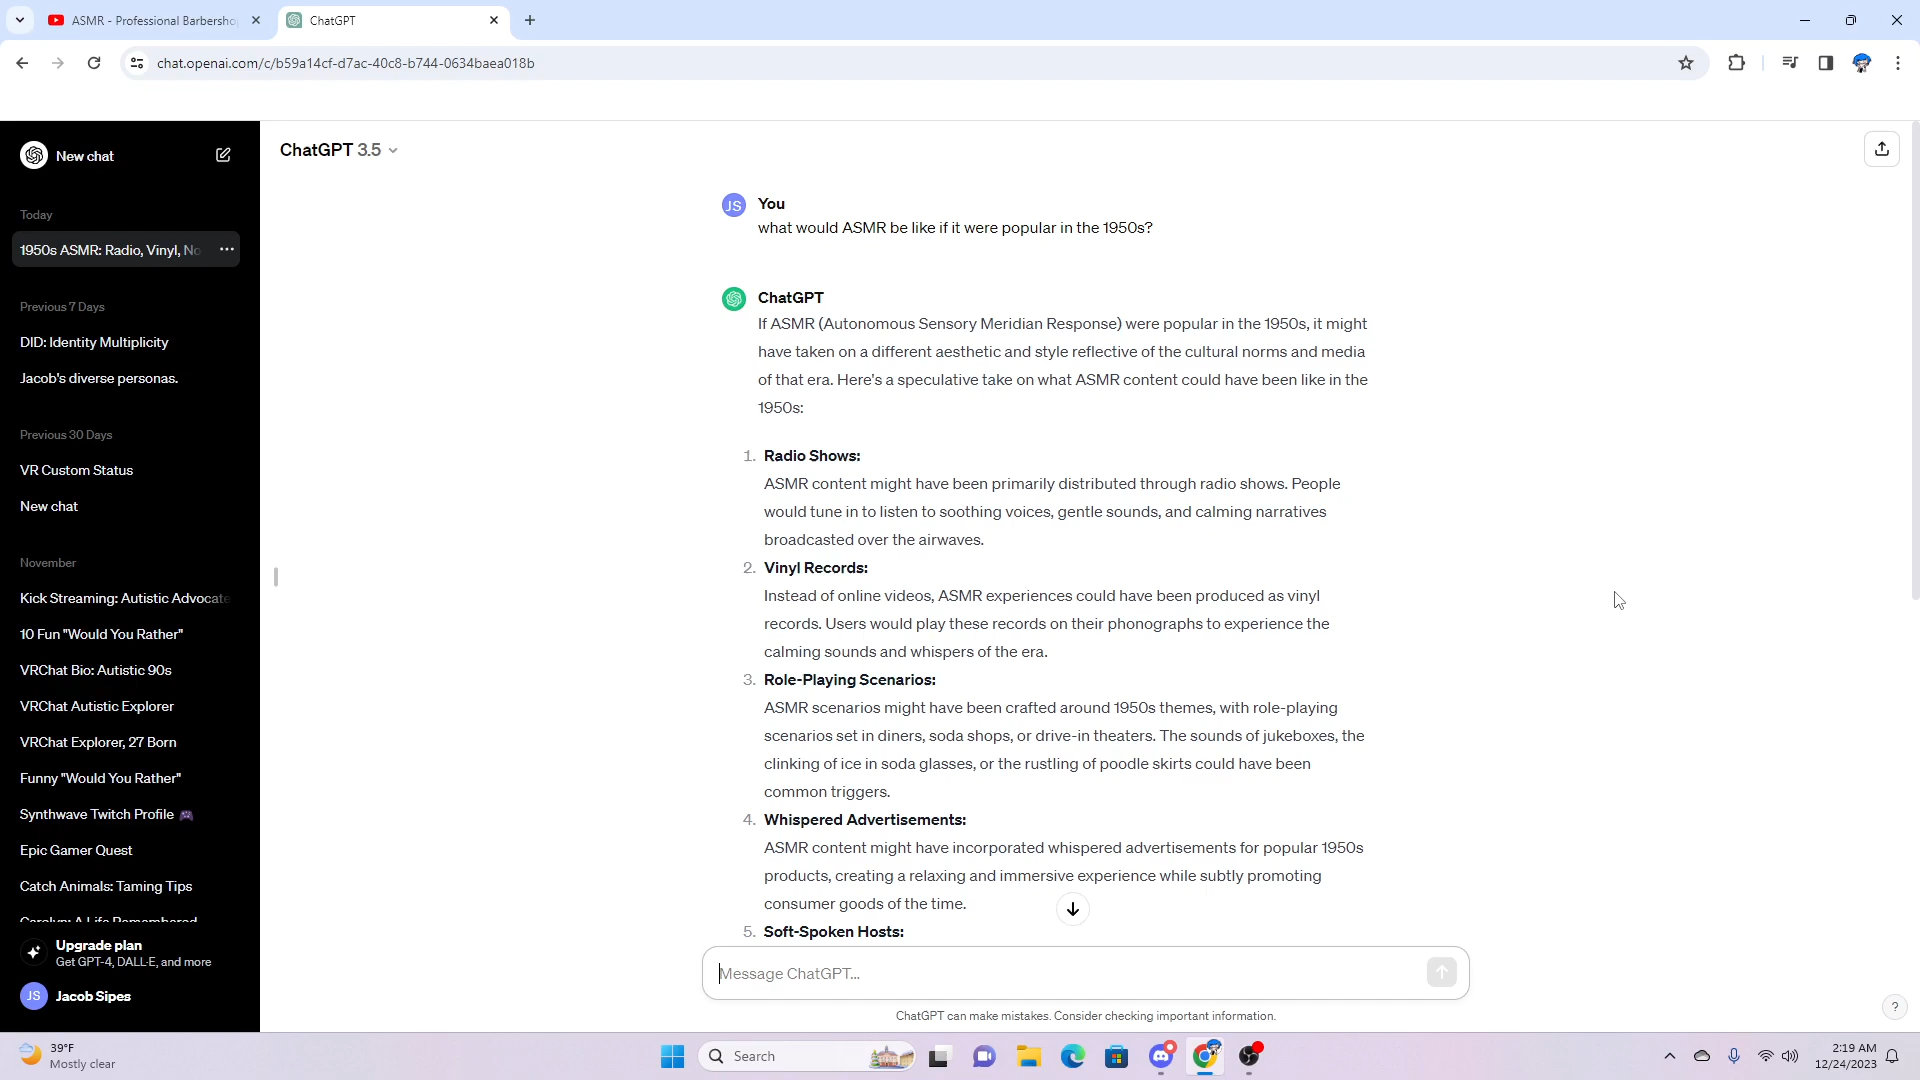 ASMR - Professional Barbersho
ChatGPT
chat.openai.com/c/b59a14cf-d7ac-40c8-b744-0634baea018b
New chat
ChatGPT 3.5
Today
1950s ASMR: Radio, Vinyl, No
Previous 7 Days
DID: Identity Multiplicity
Jacob's diverse personas.
Previous 30 Days
VR Custom Status
New chat
November
Kick Streaming: Autistic Advocate
10 Fun "Would You Rather"
VRChat Bio: Autistic 90s
VRChat Autistic Explorer
VRChat Explorer, 27 Born
Funny "Would You Rather"
Synthwave Twitch Profile 🎮
Epic Gamer Quest
Catch Animals: Taming Tips
Carolyn: A Life Remembered
Upgrade plan
Get GPT-4, DALL·E, and more
JS Jacob Sipes
JS You
what would ASMR be like if it were popular in the 1950s?
ChatGPT
If ASMR (Autonomous Sensory Meridian Response) were popular in the 1950s, it might
have taken on a different aesthetic and style reflective of the cultural norms and media
of that era. Here's a speculative take on what ASMR content could have been like in the
1950s:
1. Radio Shows:
ASMR content might have been primarily distributed through radio shows. People
would tune in to listen to soothing voices, gentle sounds, and calming narratives
broadcasted over the airwaves.
2. Vinyl Records:
Instead of online videos, ASMR experiences could have been produced as vinyl
records. Users would play these records on their phonographs to experience the
calming sounds and whispers of the era.
3. Role-Playing Scenarios:
ASMR scenarios might have been crafted around 1950s themes, with role-playing
scenarios set in diners, soda shops, or drive-in theaters. The sounds of jukeboxes, the
clinking of ice in soda glasses, or the rustling of poodle skirts could have been
common triggers.
4. Whispered Advertisements:
ASMR content might have incorporated whispered advertisements for popular 1950s
products, creating a relaxing and immersive experience while subtly promoting
consumer goods of the time.
5. Soft-Spoken Hosts:
Message ChatGPT...
ChatGPT can make mistakes. Consider checking important information.
?
39°F
Mostly clear
Search
2:19 AM
12/24/2023